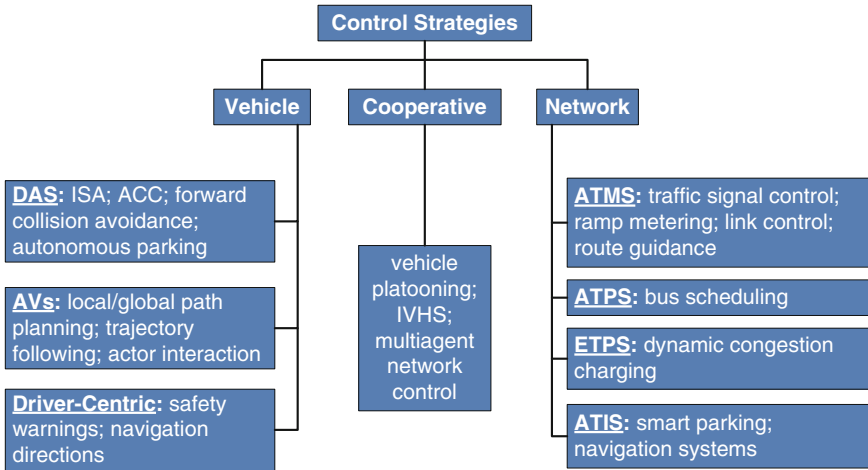 Control Strategies
Vehicle
Cooperative
Network
DAS: ISA; ACC; forward
collision avoidance;
autonomous parking
AVs: local/global path
planning; trajectory
following; actor interaction
Driver-Centric: safety
warnings; navigation
directions
vehicle
platooning;
IVHS;
multiagent
network
control
ATMS: traffic signal control;
ramp metering; link control;
route guidance
ATPS: bus scheduling
ETPS: dynamic congestion
charging
ATIS: smart parking;
navigation systems